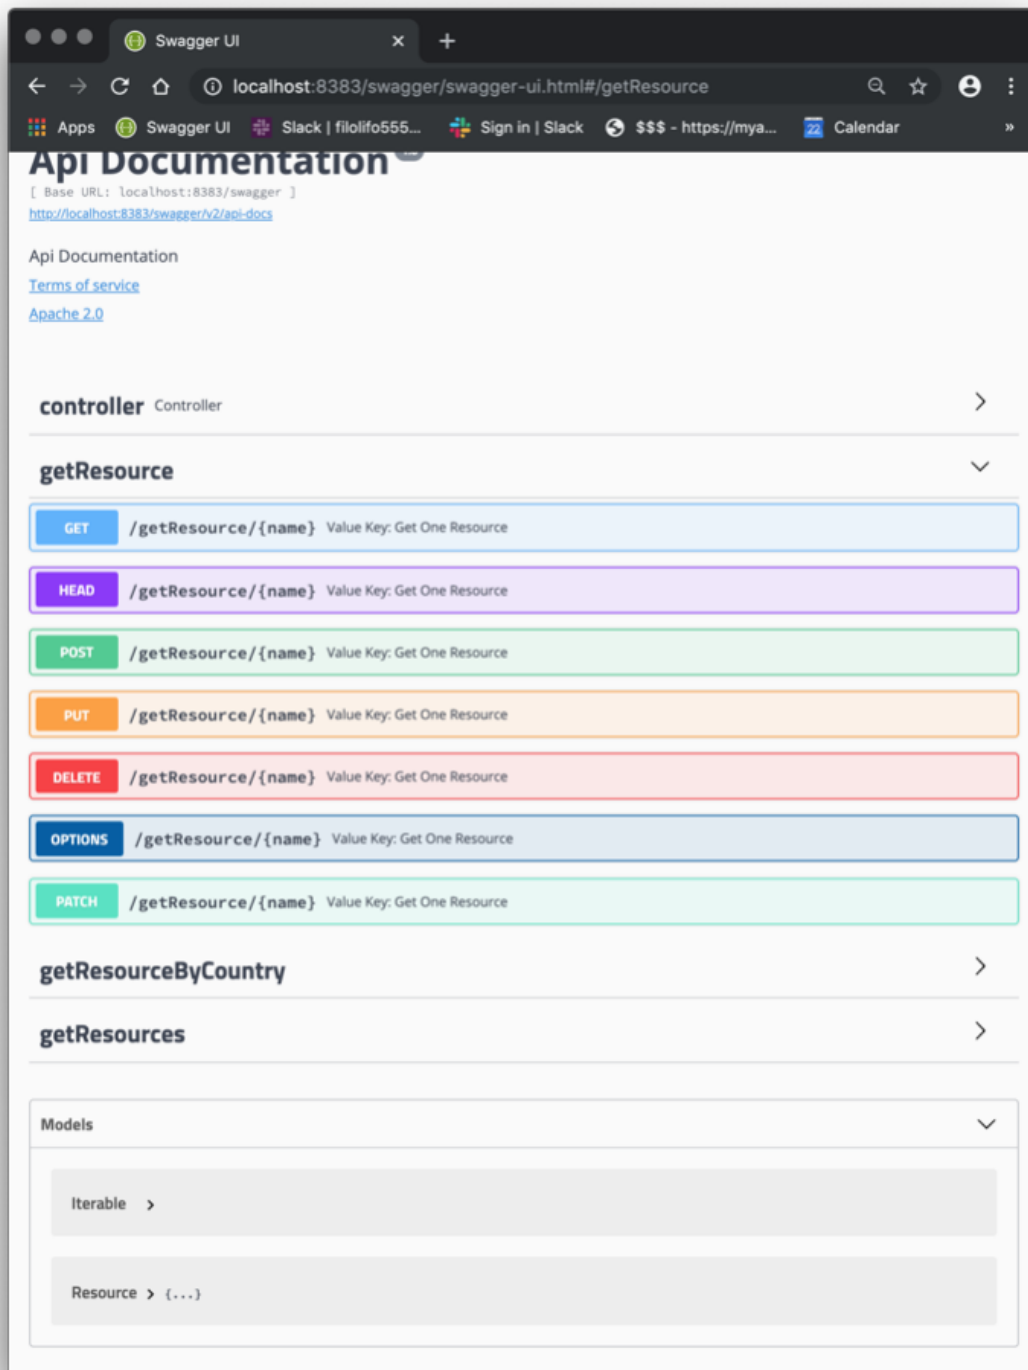 Swagger UI
localhost:8383/swagger/swagger-ui.html#/getResource
Apps Swagger UI Slack | filolifo555... Sign in | Slack $$$ - https://mya... 22 Calendar »
Api Documentation
[ Base URL: localhost:8383/swagger ]
http://localhost:8383/swagger/v2/api-docs
Api Documentation
Terms of service
Apache 2.0
controller Controller
getResource
GET /getResource/{name} Value Key: Get One Resource
HEAD /getResource/{name} Value Key: Get One Resource
POST /getResource/{name} Value Key: Get One Resource
PUT /getResource/{name} Value Key: Get One Resource
DELETE /getResource/{name} Value Key: Get One Resource
OPTIONS /getResource/{name} Value Key: Get One Resource
PATCH /getResource/{name} Value Key: Get One Resource
getResourceByCountry
getResources
Models
Iterable
Resource {...}